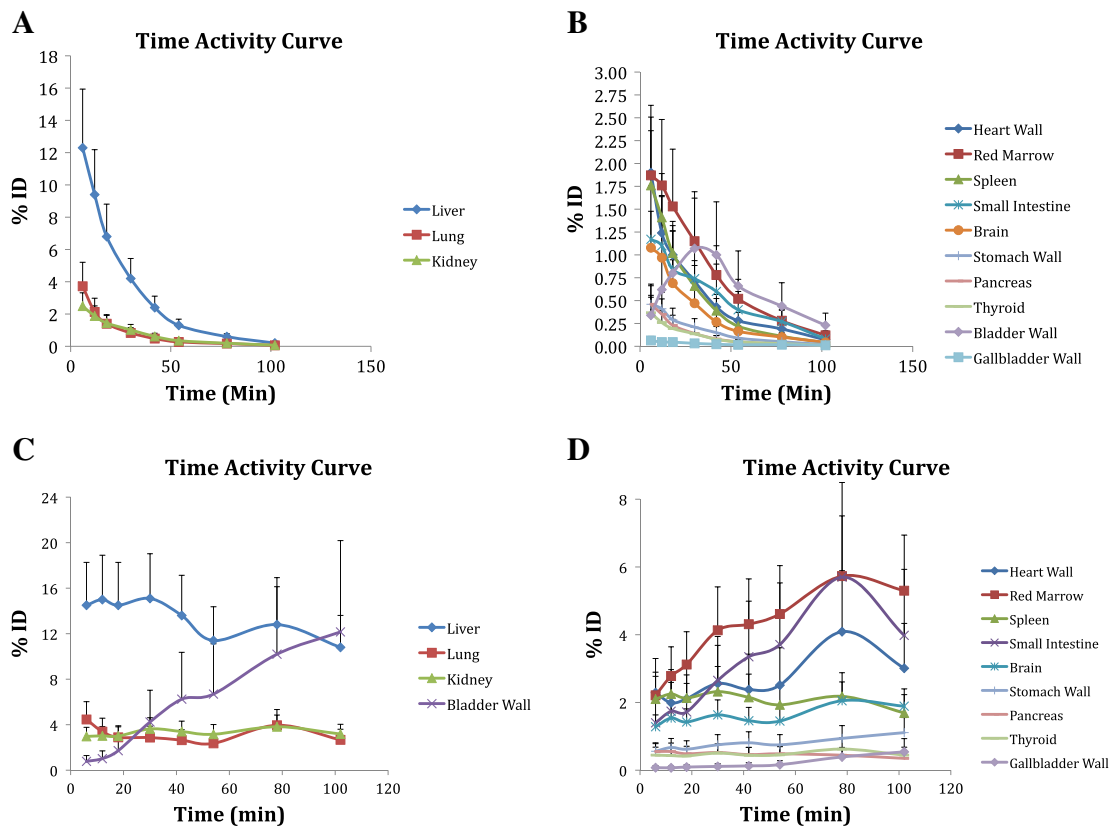 A
Time Activity Curve
18
16
14
12
10
8
6
4
2
0
% ID
0 50 100 150
Time (Min)
Liver
Lung
Kidney
B
Time Activity Curve
3.00
2.75
2.50
2.25
2.00
1.75
1.50
1.25
1.00
0.75
0.50
0.25
0.00
% ID
0 50 100 150
Time (Min)
Heart Wall
Red Marrow
Spleen
Small Intestine
Brain
Stomach Wall
Pancreas
Thyroid
Bladder Wall
Gallbladder Wall
C
Time Activity Curve
24
20
16
12
8
4
0
% ID
0 20 40 60 80 100 120
Time (min)
Liver
Lung
Kidney
Bladder Wall
D
Time Activity Curve
8
6
4
2
0
% ID
0 20 40 60 80 100 120
Time (min)
Heart Wall
Red Marrow
Spleen
Small Intestine
Brain
Stomach Wall
Pancreas
Thyroid
Gallbladder Wall